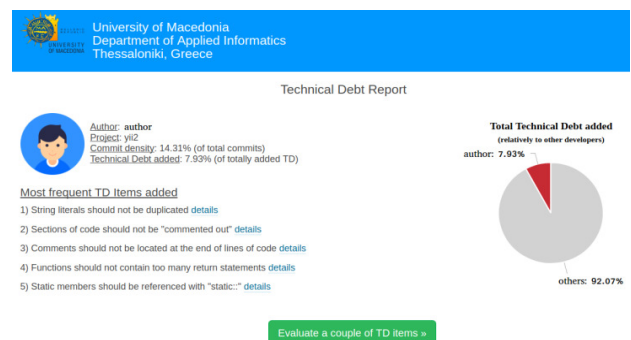 UNIVERSITY
OF MACEDONIA
University of Macedonia
Department of Applied Informatics
Thessaloniki, Greece
Technical Debt Report
Author: author
Project: yii2
Commit density: 14.31% (of total commits)
Technical Debt added: 7.93% (of totally added TD)
Most frequent TD Items added
1) String literals should not be duplicated details
2) Sections of code should not be "commented out" details
3) Comments should not be located at the end of lines of code details
4) Functions should not contain too many return statements details
5) Static members should be referenced with "static::" details
Total Technical Debt added
(relatively to other developers)
author: 7.93%
others: 92.07%
Evaluate a couple of TD items »